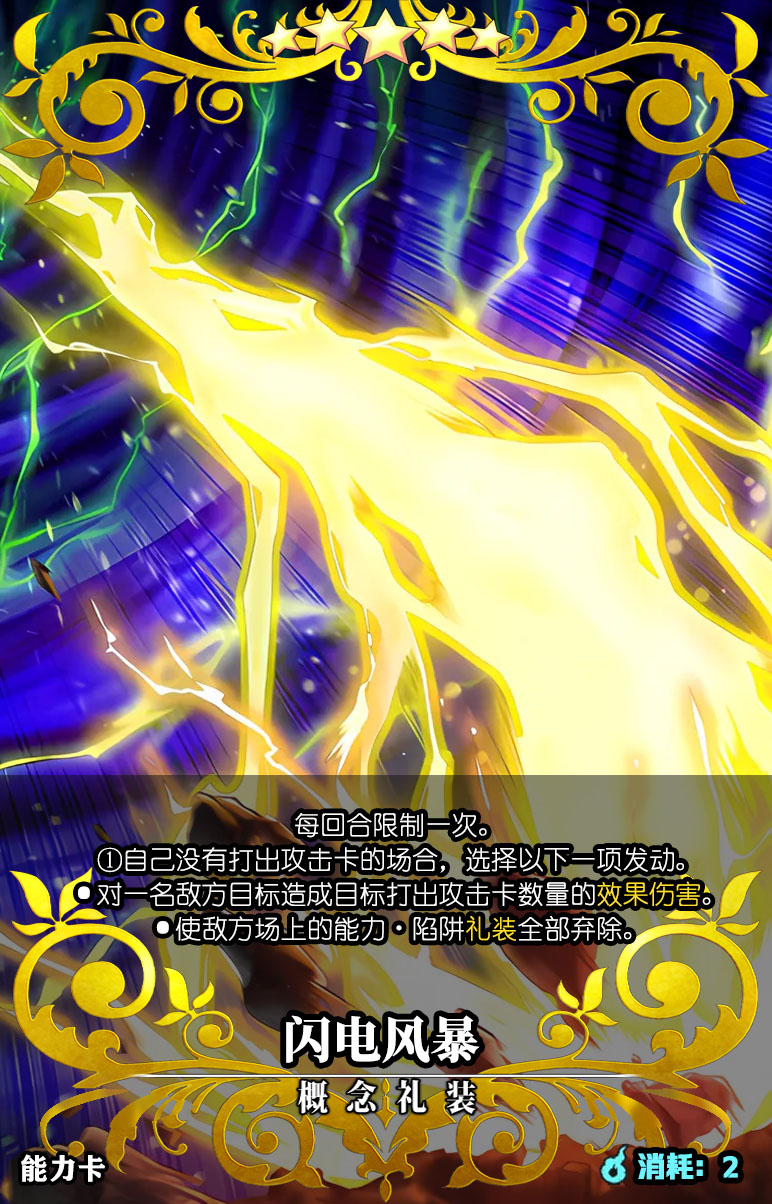 每回合限制一次。
①自己没有打出攻击卡的场合，选择以下一项发动。
●对一名敌方目标造成目标打出攻击卡数量的效果伤害。
●使敌方场上的能力·陷阱礼装全部弃除。
闪电风暴
概念礼装
能力卡
消耗：2